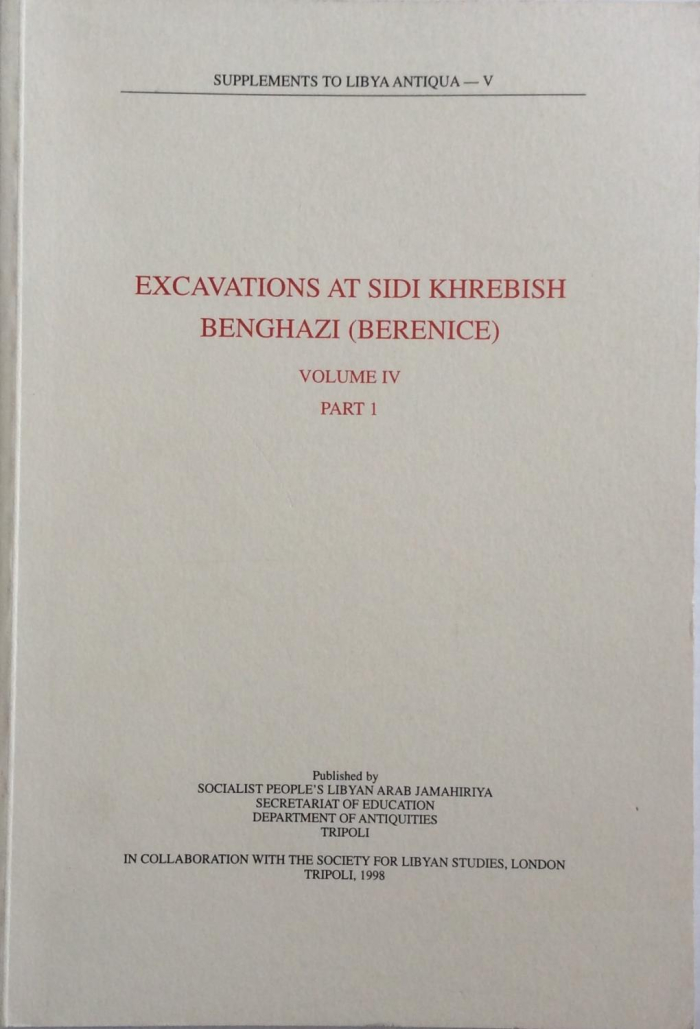 SUPPLEMENTS TO LIBYA ANTIQUA — V
EXCAVATIONS AT SIDI KHREBISH
BENGHAZI (BERENICE)
VOLUME IV
PART 1
Published by
SOCIALIST PEOPLE'S LIBYAN ARAB JAMAHIRIYA
SECRETARIAT OF EDUCATION
DEPARTMENT OF ANTIQUITIES
TRIPOLI
IN COLLABORATION WITH THE SOCIETY FOR LIBYAN STUDIES, LONDON
TRIPOLI, 1998